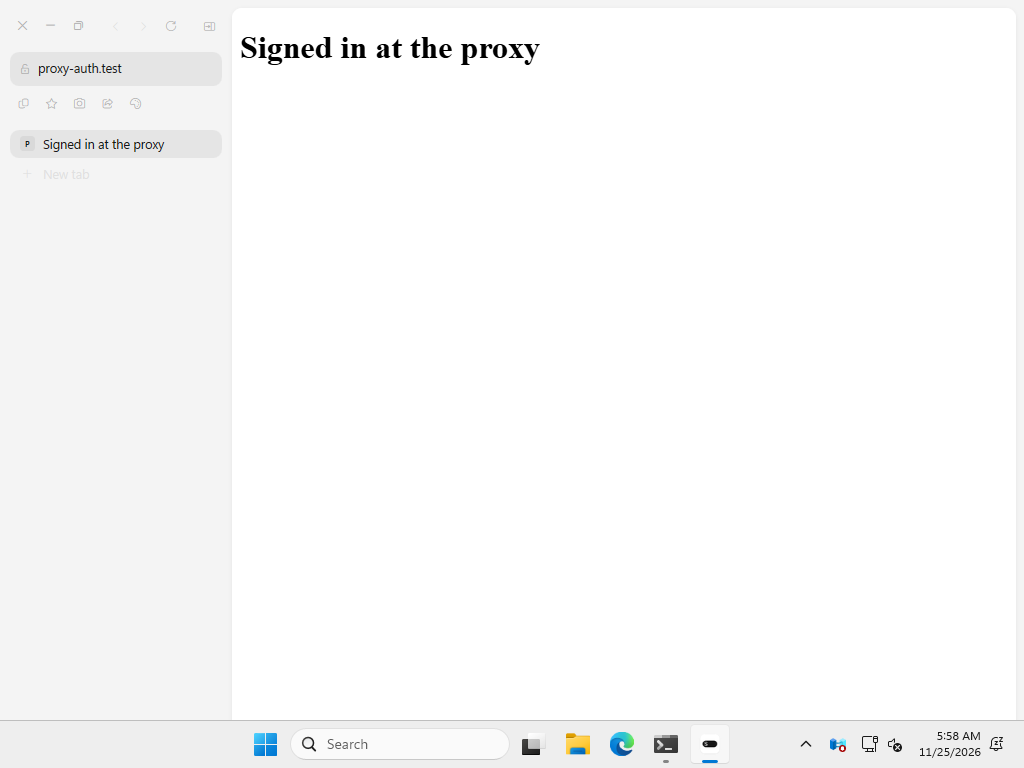 proxy-auth.test
P Signed in at the proxy
New tab
Signed in at the proxy
Search
5:58 AM
11/25/2026